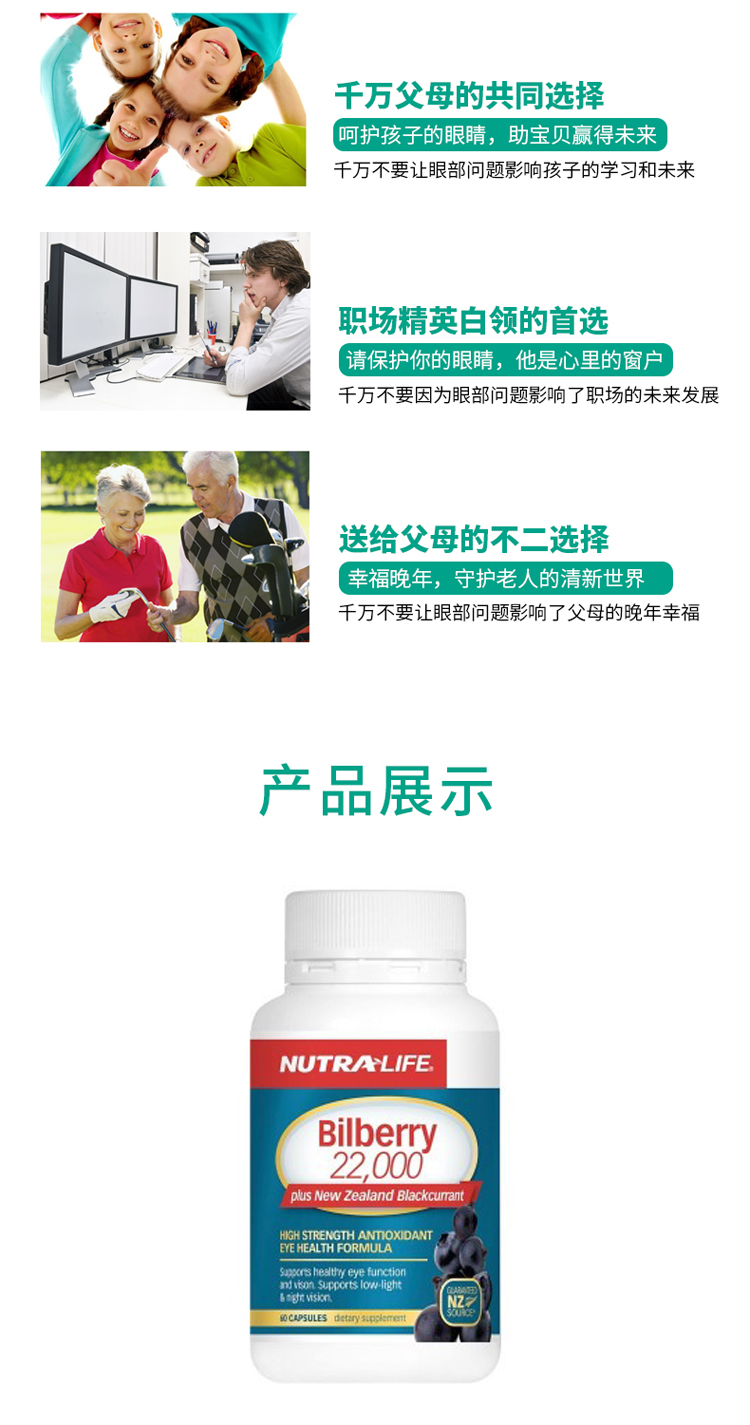 千万父母的共同选择
呵护孩子的眼睛，助宝贝赢得未来
千万不要让眼部问题影响孩子的学习和未来
职场精英白领的首选
请保护你的眼睛，他是心里的窗户
千万不要因为眼部问题影响了职场的未来发展
送给父母的不二选择
幸福晚年，守护老人的清新世界
千万不要让眼部问题影响了父母的晚年幸福
产品展示
NUTRA-LIFE
Bilberry
22,000
plus New Zealand Blackcurrant
HIGH STRENGTH ANTIOXIDANT
EYE HEALTH FORMULA
Supports healthy eye function
and vison. Supports low-light
& night vision.
60 CAPSULES dietary supplement
GUARANTEED
NZ
SOURCE